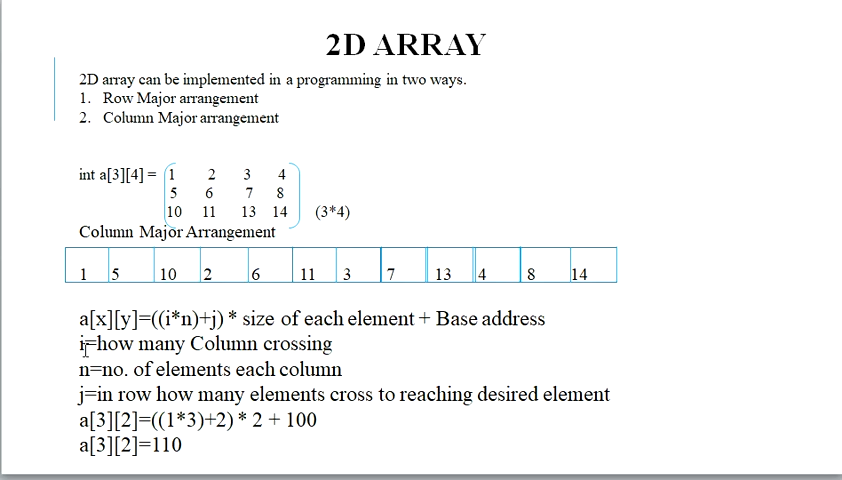 2D ARRAY
2D array can be implemented in a programming in two ways.
1. Row Major arrangement
2. Column Major arrangement
int a[3][4] = 1 2 3 4
5 6 7 8
10 11 13 14 (3*4)
Column Major Arrangement
1 5 10 2 6 11 3 7 13 4 8 14
a[x][y]=((i*n)+j) * size of each element + Base address
i=how many Column crossing
n=no. of elements each column
j=in row how many elements cross to reaching desired element
a[3][2]=((1*3)+2) * 2 + 100
a[3][2]=110